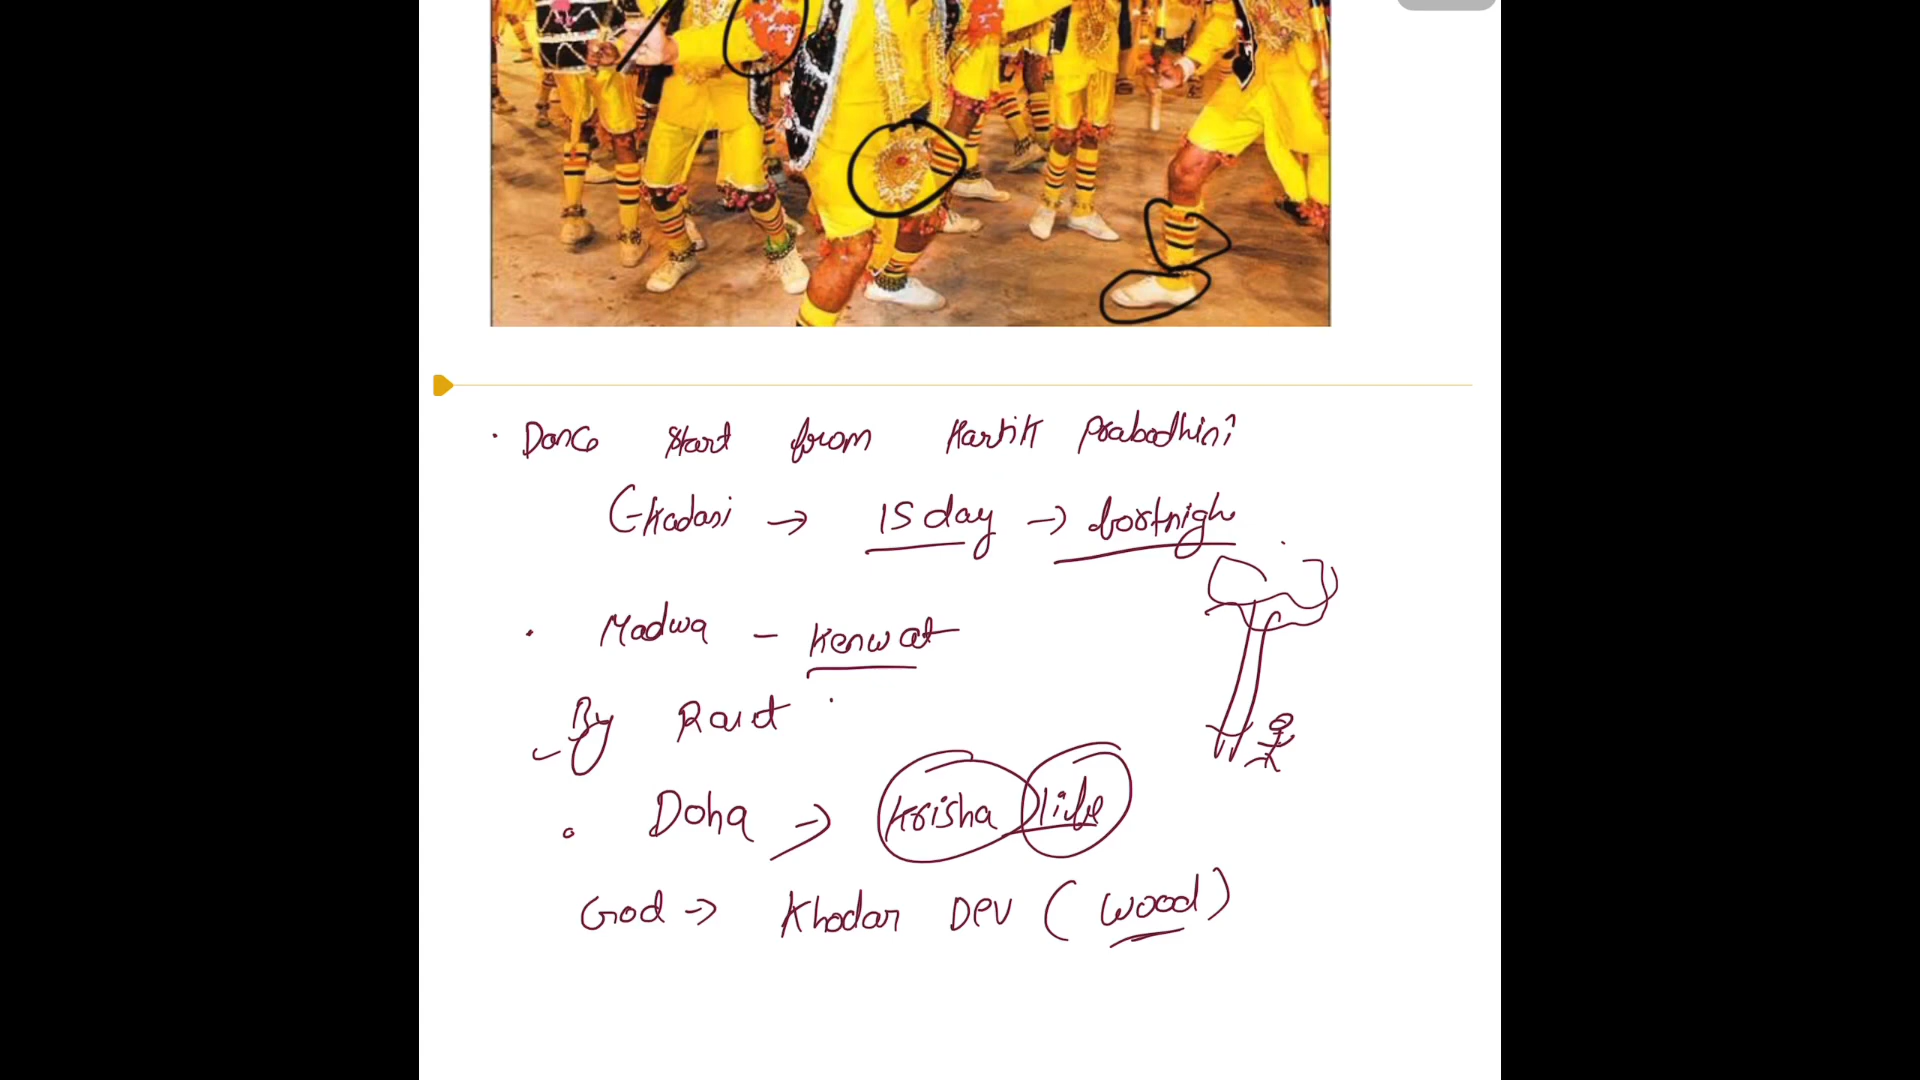 · Dance start from Kartik Prabodhini
Ekadasi → 15 day → fortnigh
· Madwa – Kenwat
By Raut
Doha → Krisha life
God → Khodar Dev (wood)